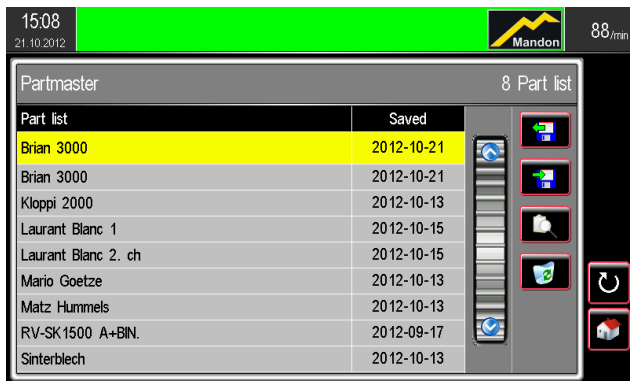 15:08
21.10.2012
Mandon
88/min
Partmaster 8 Part list
Part list Saved
Brian 3000 2012-10-21
Brian 3000 2012-10-21
Kloppi 2000 2012-10-13
Laurant Blanc 1 2012-10-15
Laurant Blanc 2. ch 2012-10-15
Mario Goetze 2012-10-13
Matz Hummels 2012-10-13
RV-SK1500 A+BIN. 2012-09-17
Sinterblech 2012-10-13